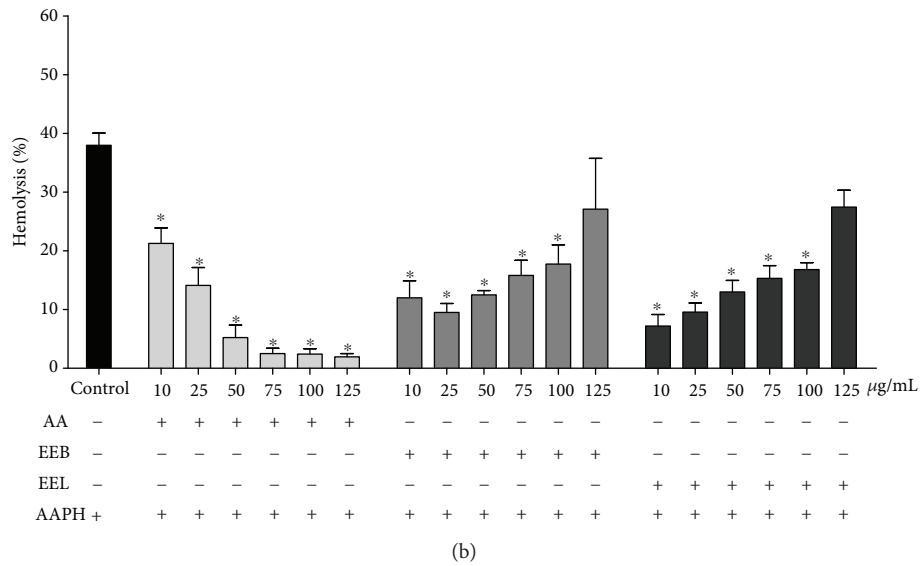 60
50
40
30
20
10
0
Hemolysis (%)
* * * * * * * * * * * * * * * *
Control 10 25 50 75 100 125 10 25 50 75 100 125 10 25 50 75 100 125 μg/mL
AA − + + + + + + − − − − − − − − − − − −
EEB − − − − − − − + + + + + + − − − − − −
EEL − − − − − − − − − − − − − + + + + + +
AAPH + + + + + + + + + + + + + + + + + + +
(b)